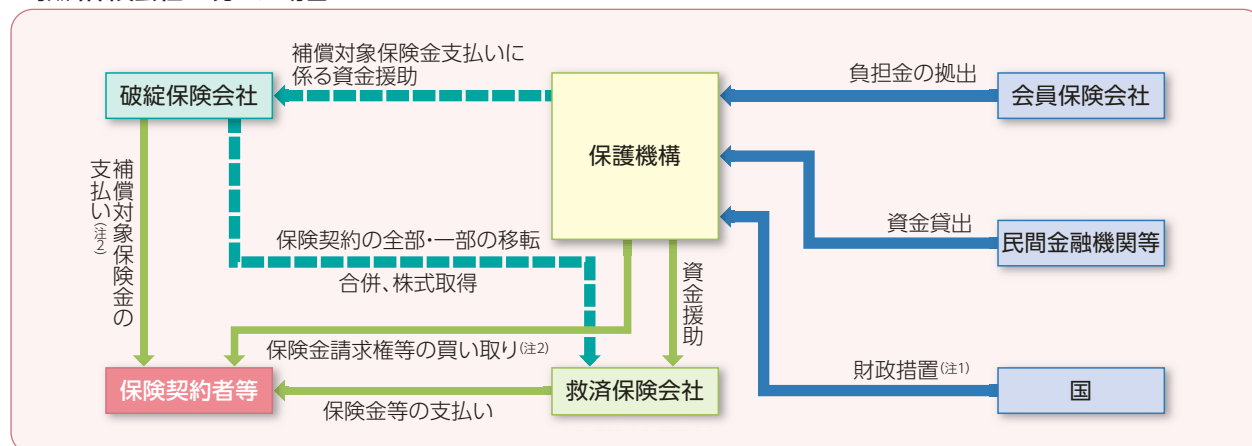 補償対象保険金支払いに
係る資金援助
負担金の拠出
破綻保険会社
会員保険会社
保護機構
補償対象保険金の
支払い(注2)
資金貸出
民間金融機関等
保険契約の全部・一部の移転
合併、株式取得
資金援助
保険金請求権等の買い取り(注2)
財政措置(注1)
保険契約者等
救済保険会社
国
保険金等の支払い